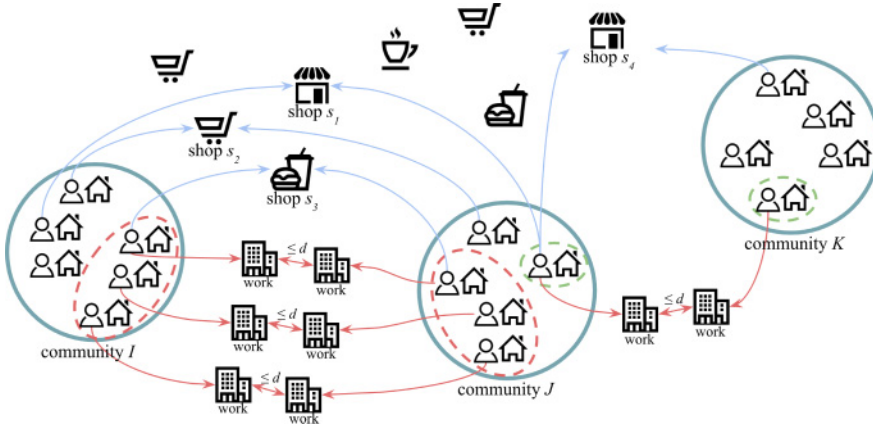 shop s₄
shop s₁
shop s₂
shop s₃
≤ d
work
work
≤ d
work
work
≤ d
work
work
≤ d
work
work
community I
community J
community K